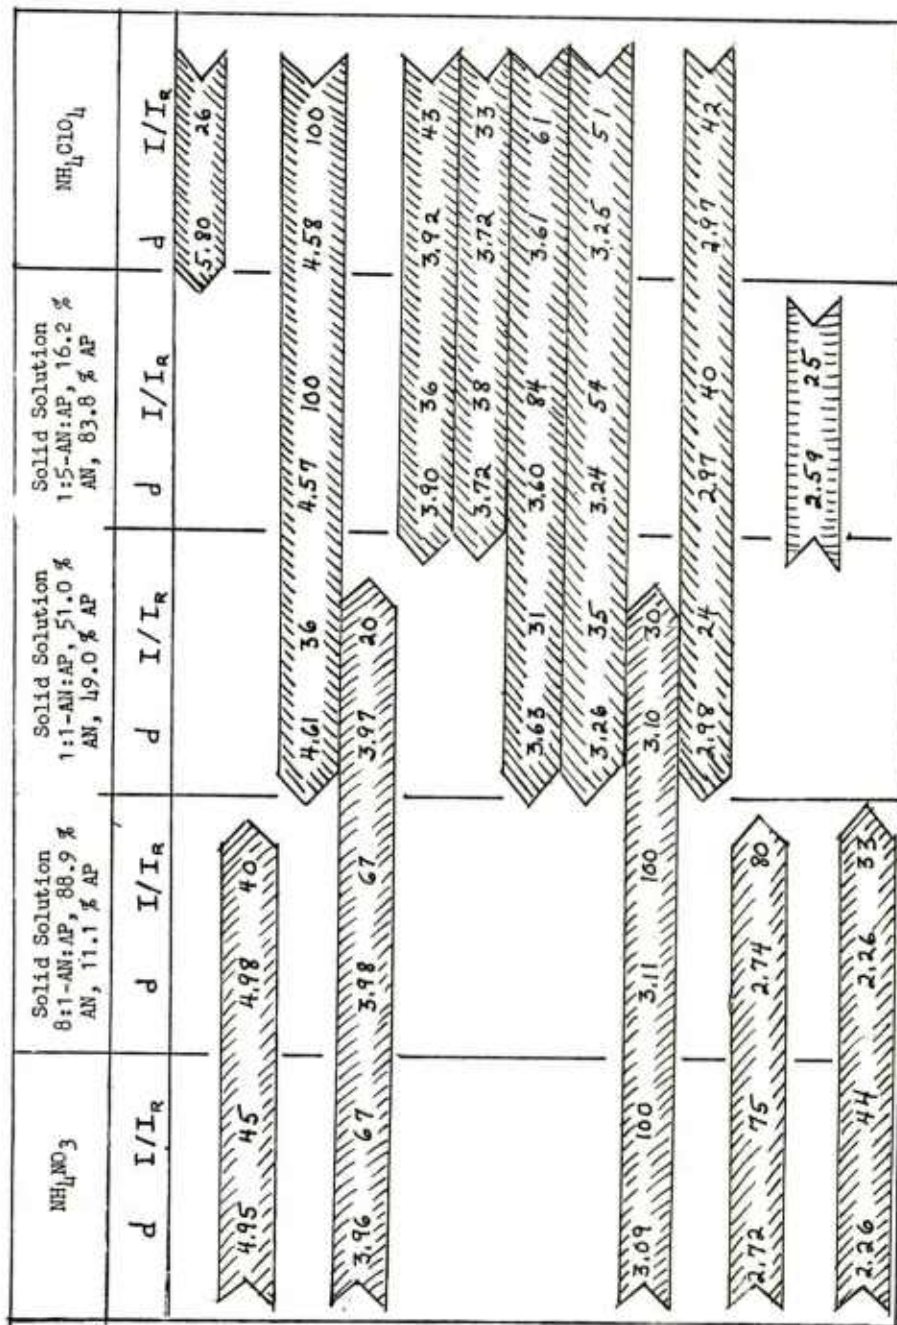 NH4NO3
Solid Solution
8:1-AN:AP, 88.9 %
AN, 11.1 % AP
Solid Solution
1:1-AN:AP, 51.0 %
AN, 49.0 % AP
Solid Solution
1:5-AN:AP, 16.2 %
AN, 83.8 % AP
NH4ClO4
d I/IR d I/IR d I/IR d I/IR d I/IR
5.80 26
4.95 45 4.98 40
4.61 36 4.57 100 4.58 100
3.96 67 3.98 67 3.97 20
3.90 36 3.92 43
3.72 38 3.72 33
3.63 31 3.60 84 3.61 61
3.26 35 3.24 54 3.25 51
3.09 100 3.11 100 3.10 30
2.98 24 2.97 40 2.97 42
2.72 75 2.74 80
2.59 25
2.26 44 2.26 33